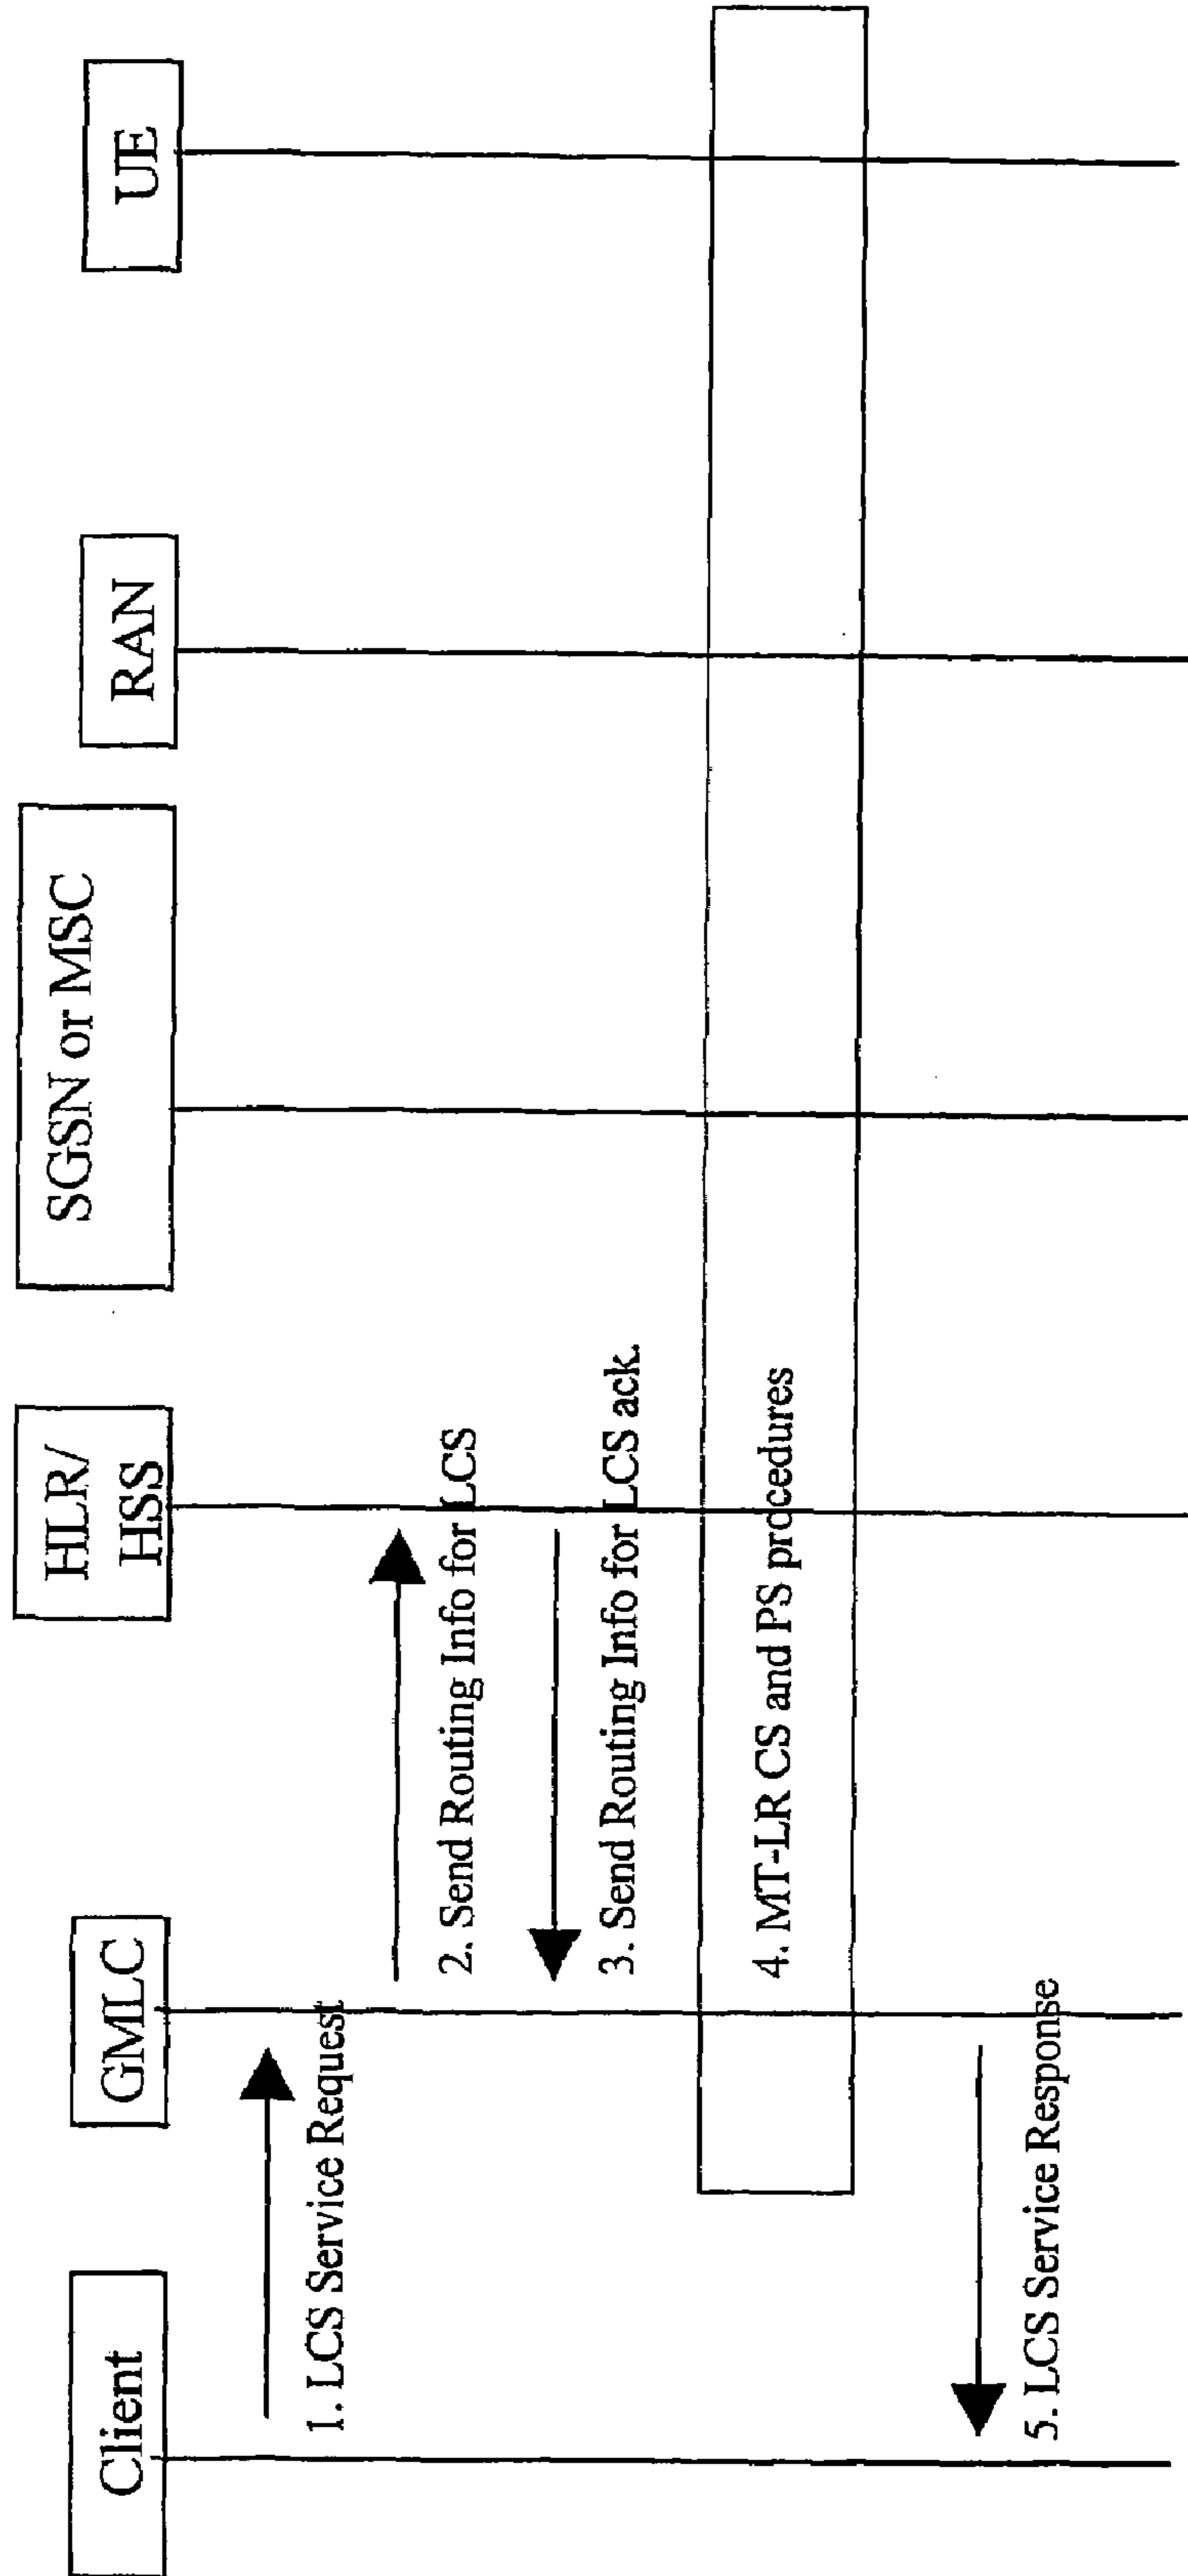 Client
GMLC
HLR/
HSS
SGSN or MSC
RAN
UE
1. LCS Service Request
2. Send Routing Info for LCS
3. Send Routing Info for LCS ack.
4. MT-LR CS and PS procedures
5. LCS Service Response